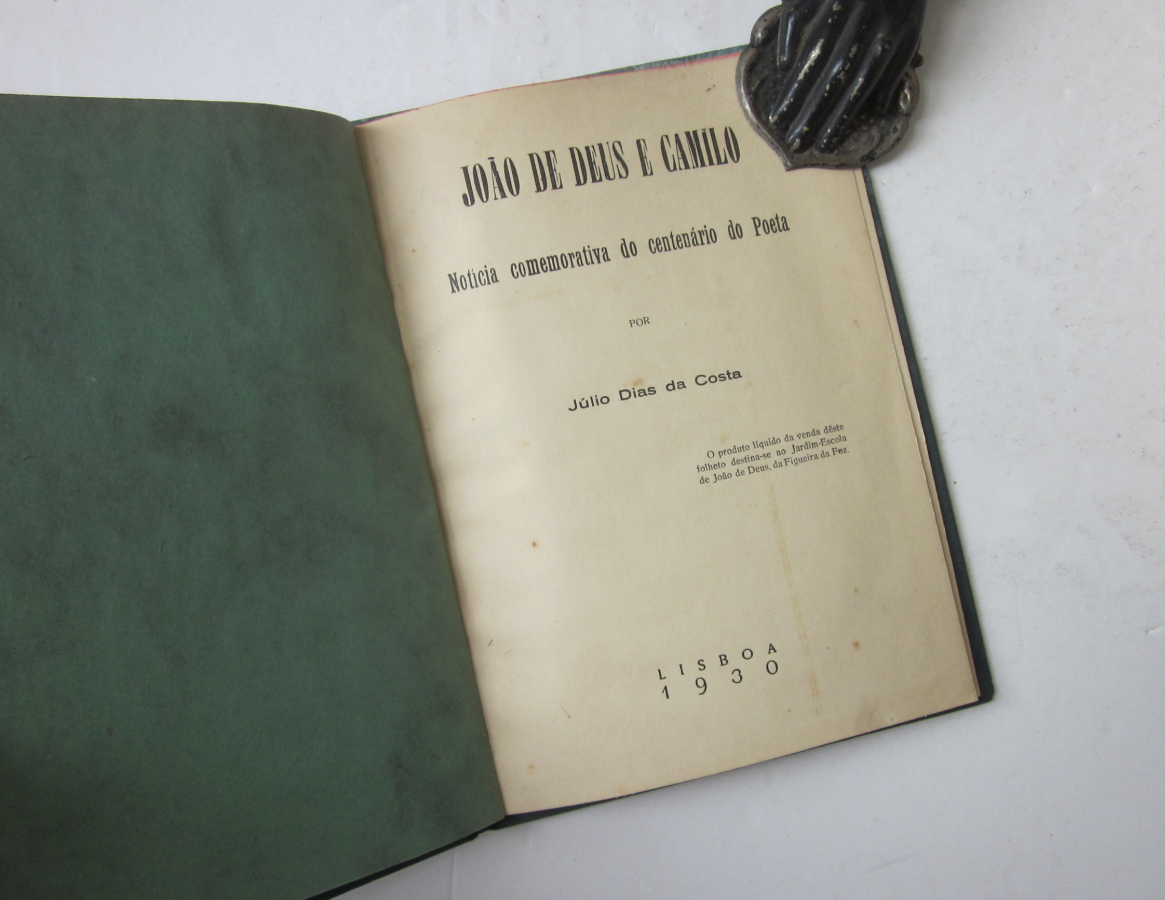 JOÃO DE DEUS E CAMILO
Notícia comemorativa do centenário do Poeta
POR
Júlio Dias da Costa
O produto líquido da venda dêste
folheto destina-se ao Jardim-Escola
de João de Deus, da Figueira da Foz.
LISBOA
1930